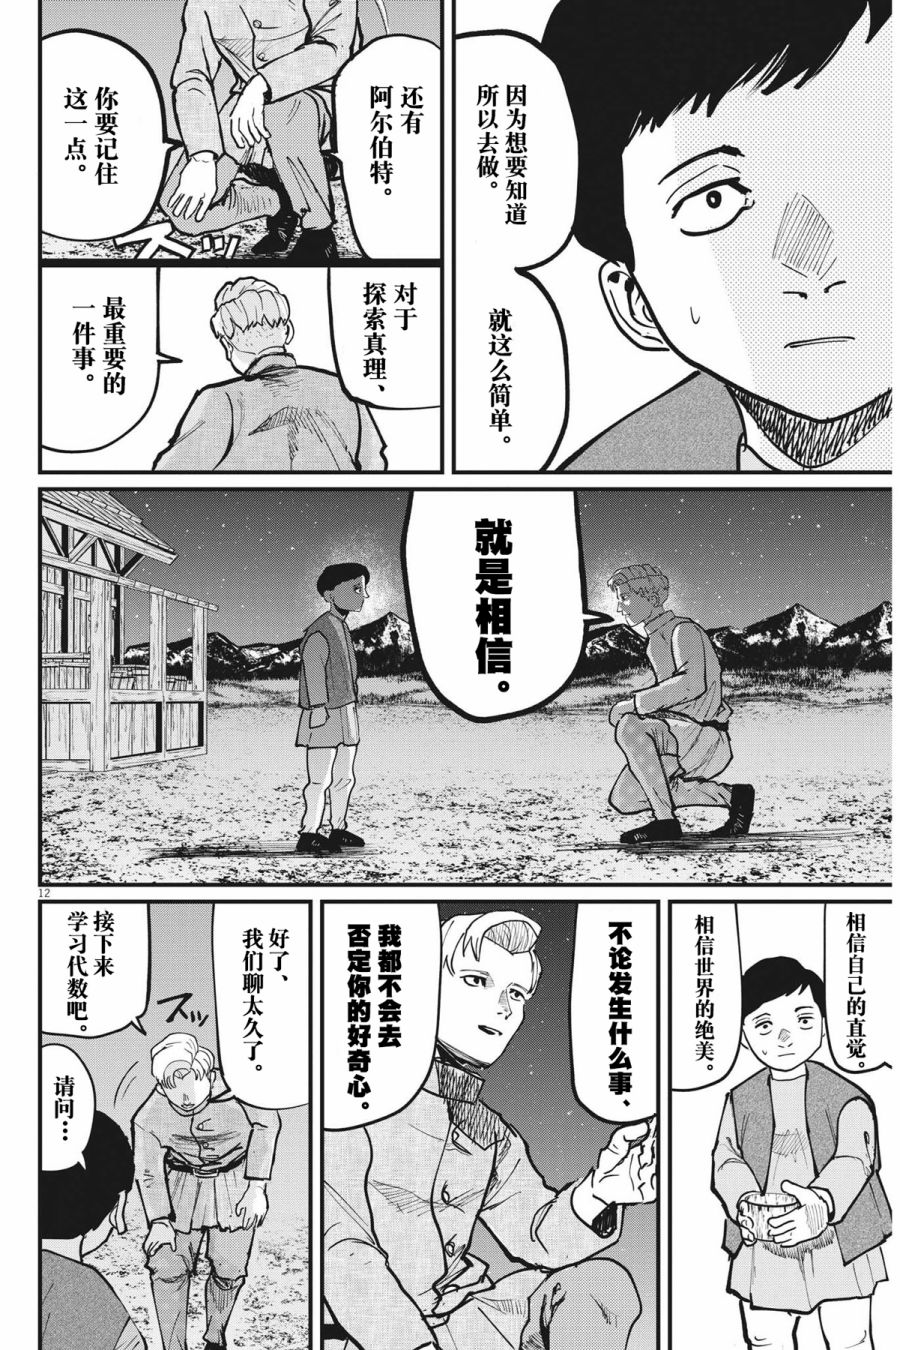 因为想要知道
所以去做。
就这么简单。
还有
阿尔伯特。
你要记住
这一点。
ズッ
对于
探索真理、
最重要的
一件事。
就是相信。
12
相信自己的直觉。
相信世界的绝美。
不论发生什么事、
我都不会去
否定你的好奇心。
好了、
我们聊太久了。
スッ
接下来
学习代数吧。
请问…